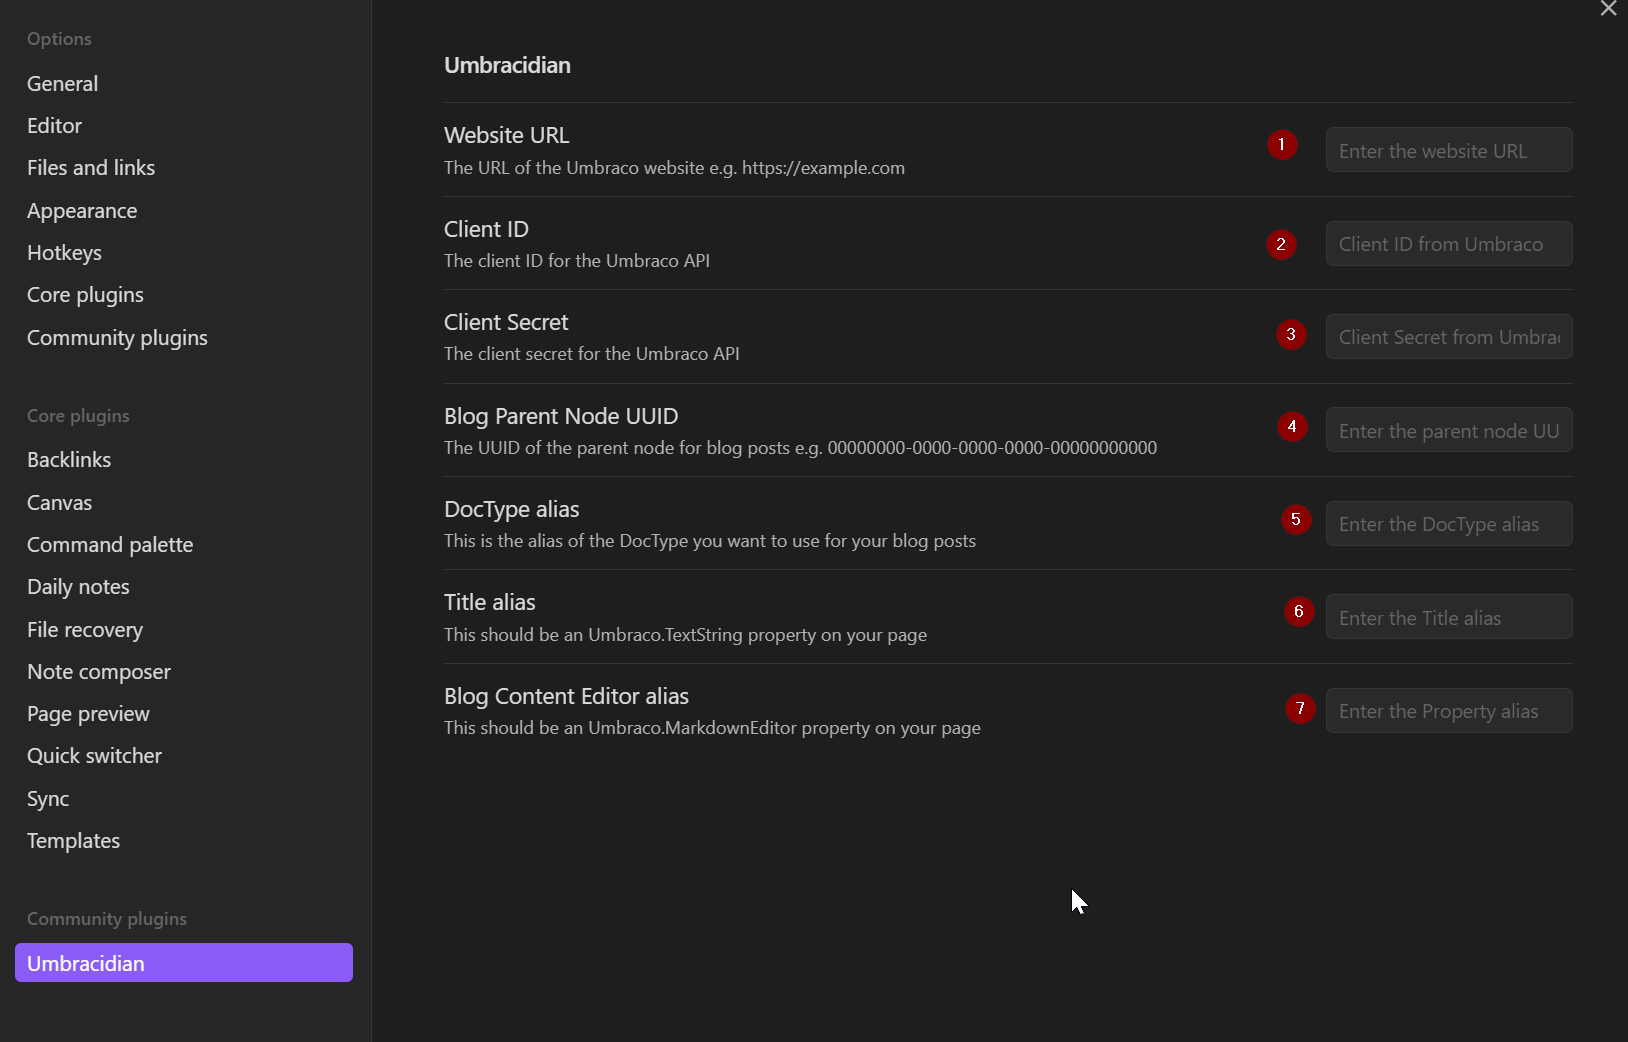 Options
General
Editor
Files and links
Appearance
Hotkeys
Core plugins
Community plugins
Core plugins
Backlinks
Canvas
Command palette
Daily notes
File recovery
Note composer
Page preview
Quick switcher
Sync
Templates
Community plugins
Umbracidian
Umbracidian
Website URL
The URL of the Umbraco website e.g. https://example.com
1
Enter the website URL
Client ID
The client ID for the Umbraco API
2
Client ID from Umbraco
Client Secret
The client secret for the Umbraco API
3
Client Secret from Umbrac
Blog Parent Node UUID
The UUID of the parent node for blog posts e.g. 00000000-0000-0000-0000-00000000000
4
Enter the parent node UU
DocType alias
This is the alias of the DocType you want to use for your blog posts
5
Enter the DocType alias
Title alias
This should be an Umbraco.TextString property on your page
6
Enter the Title alias
Blog Content Editor alias
This should be an Umbraco.MarkdownEditor property on your page
7
Enter the Property alias